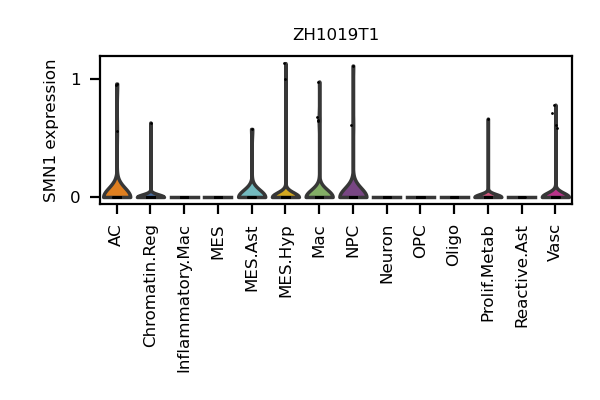 ZH1019T1
SMN1 expression
1
0
AC
Chromatin.Reg
Inflammatory.Mac
MES
MES.Ast
MES.Hyp
Mac
NPC
Neuron
OPC
Oligo
Prolif.Metab
Reactive.Ast
Vasc